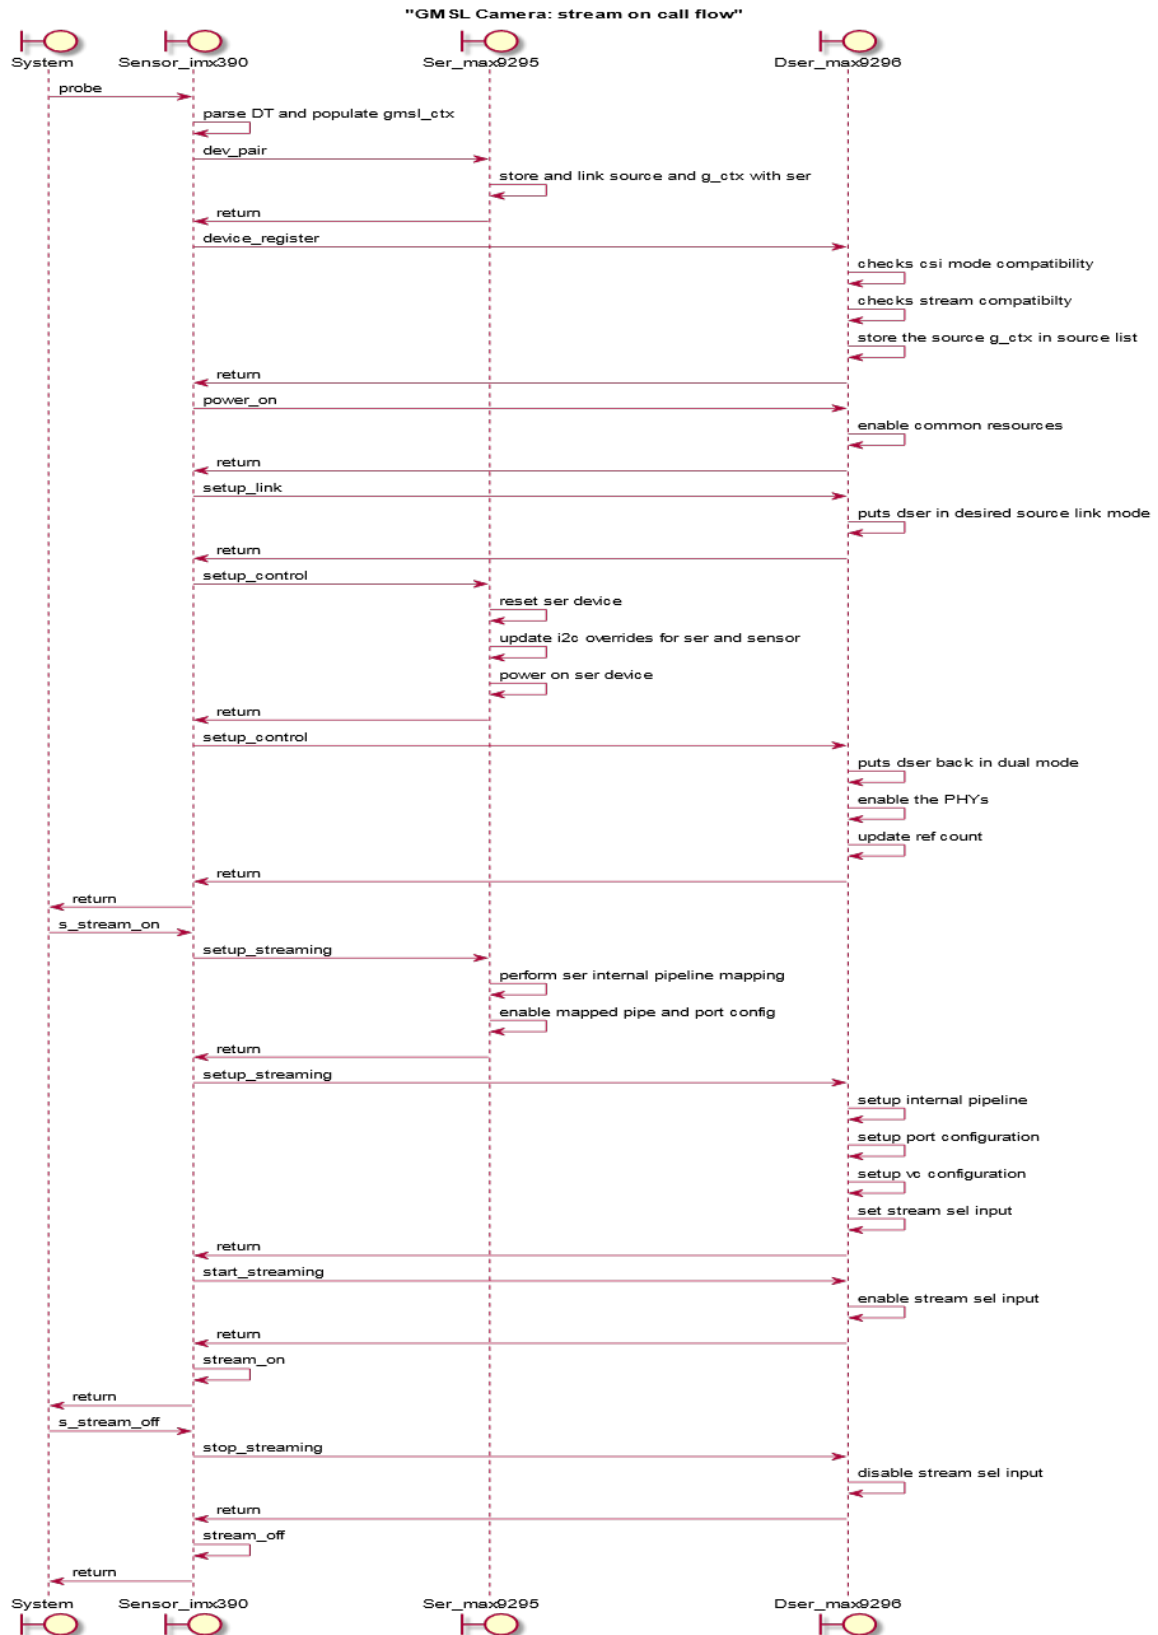 "GMSL Camera: stream on call flow"
System Sensor_imx390 Ser_max9295 Dser_max9296
probe
parse DT and populate gmsl_ctx
dev_pair
store and link source and g_ctx with ser
return
device_register
checks csi mode compatibility
checks stream compatibilty
store the source g_ctx in source list
return
power_on
enable common resources
return
setup_link
puts dser in desired source link mode
return
setup_control
reset ser device
update i2c overrides for ser and sensor
power on ser device
return
setup_control
puts dser back in dual mode
enable the PHYs
update ref count
return
return
s_stream_on
setup_streaming
perform ser internal pipeline mapping
enable mapped pipe and port config
return
setup_streaming
setup internal pipeline
setup port configuration
setup vc configuration
set stream sel input
return
start_streaming
enable stream sel input
return
stream_on
return
s_stream_off
stop_streaming
disable stream sel input
return
stream_off
return
System Sensor_imx390 Ser_max9295 Dser_max9296